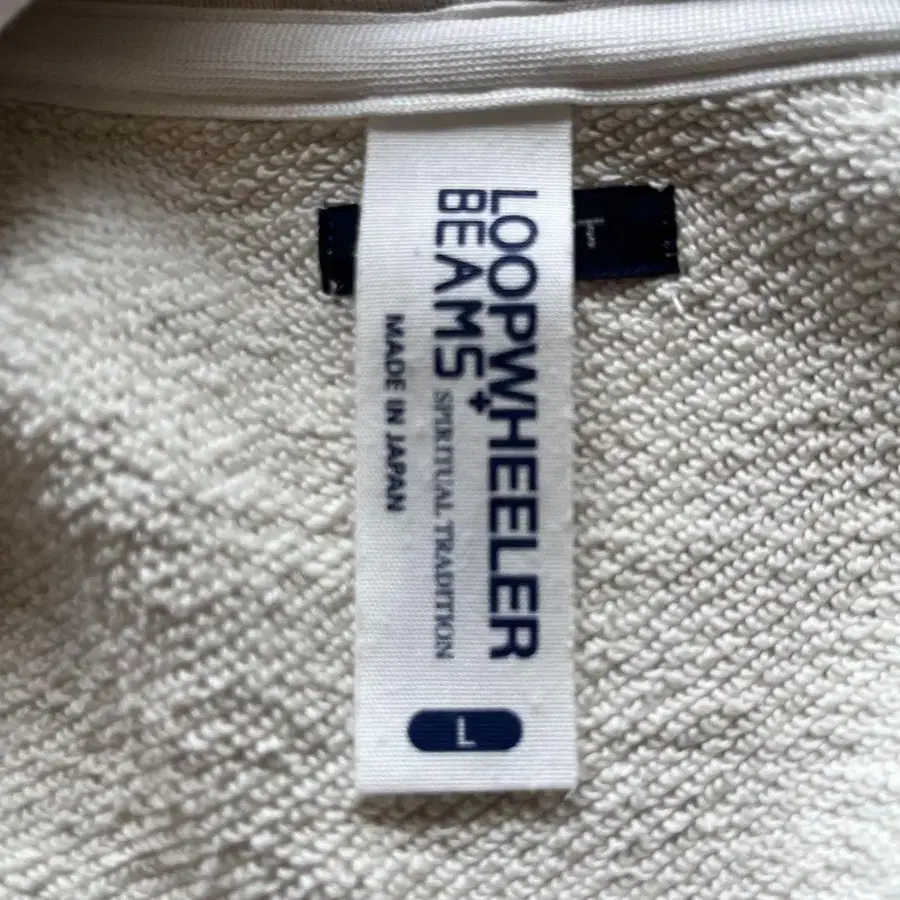 LOOPWHEELER
BEAMS+ SPIRITUAL TRADITION
MADE IN JAPAN
L